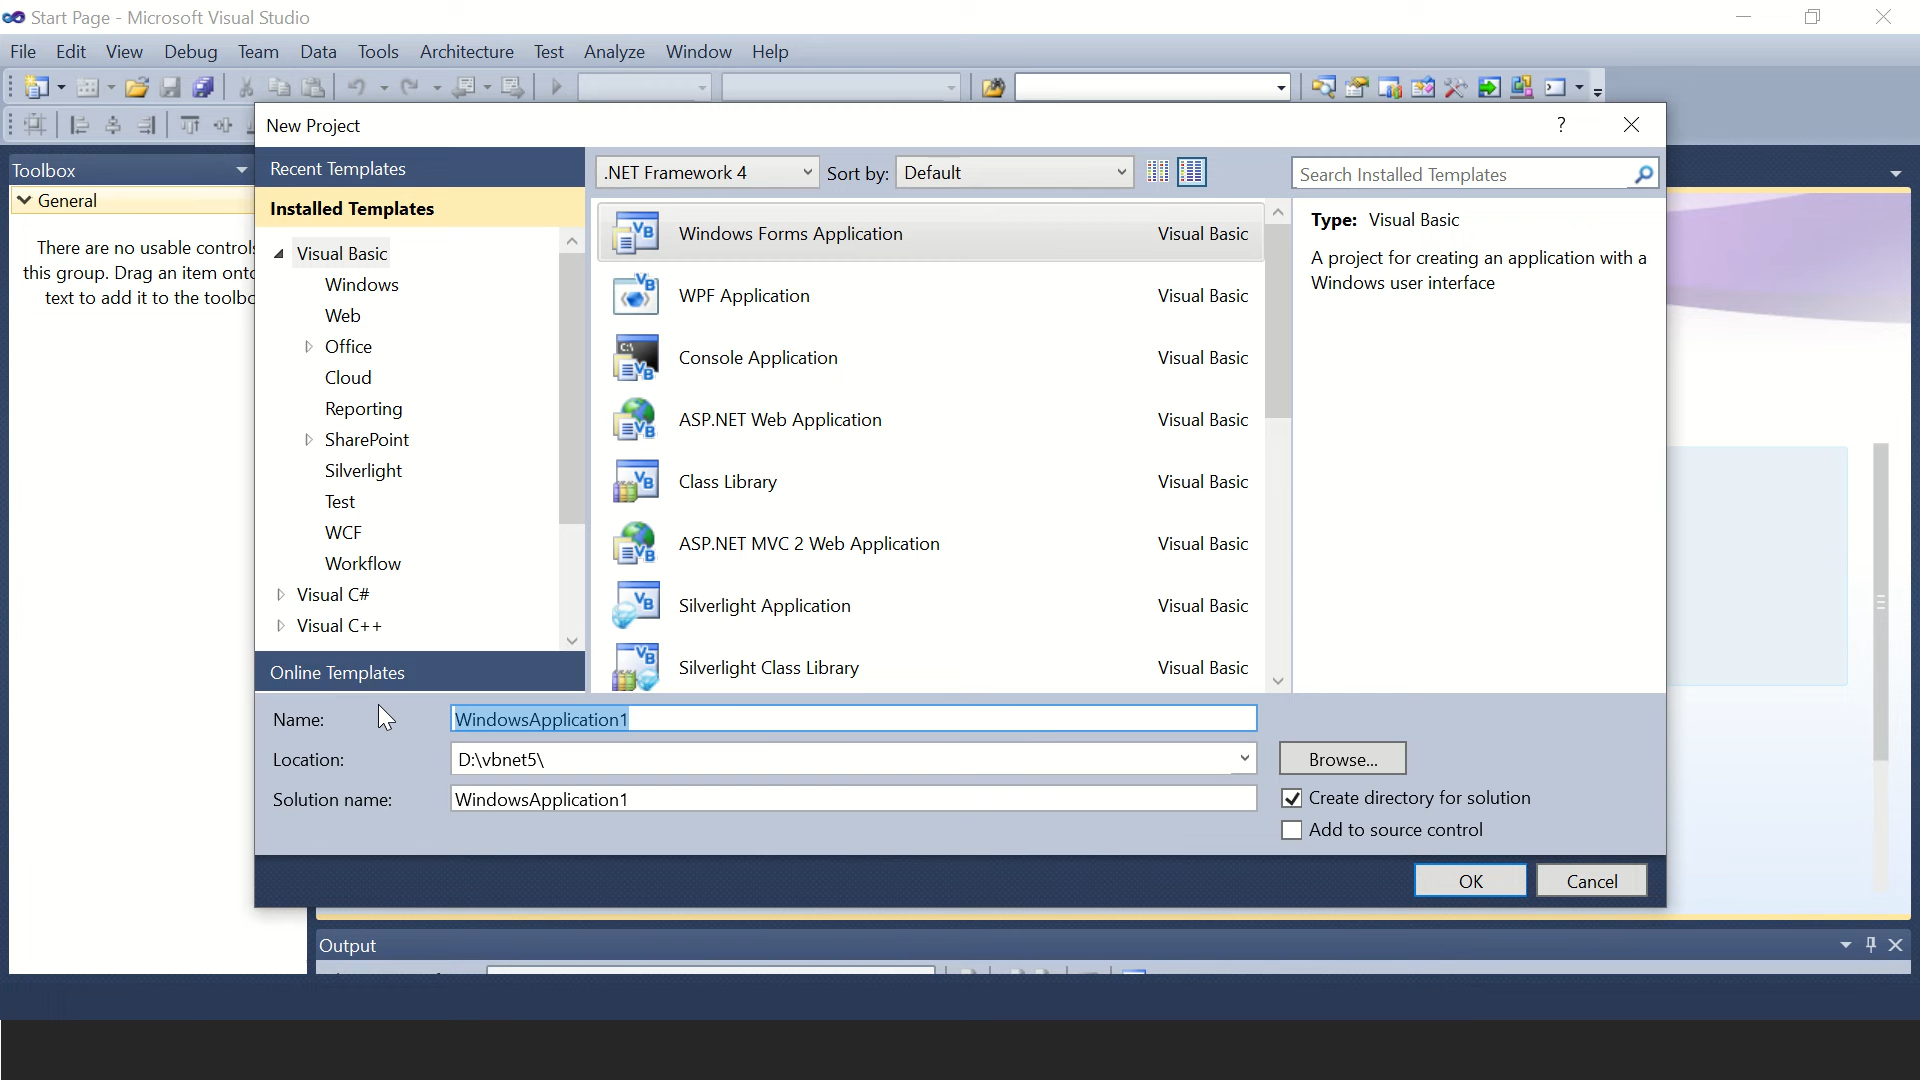 Start Page - Microsoft Visual Studio
File Edit View Debug Team Data Tools Architecture Test Analyze Window Help
New Project
?
Toolbox
General
There are no usable controls
this group. Drag an item onto
text to add it to the
Recent Templates
Installed Templates
Visual Basic
Windows
Web
Office
Cloud
Reporting
SharePoint
Silverlight
Test
WCF
Workflow
Visual C#
Visual C++
Online Templates
.NET Framework 4
Sort by: Default
Search Installed Templates
Windows Forms Application Visual Basic
WPF Application Visual Basic
Console Application Visual Basic
ASP.NET Web Application Visual Basic
Class Library Visual Basic
ASP.NET MVC 2 Web Application Visual Basic
Silverlight Application Visual Basic
Silverlight Class Library Visual Basic
Type: Visual Basic
A project for creating an application with a
Windows user interface
Name: WindowsApplication1
Location: D:\vbnet5\
Browse...
Solution name: WindowsApplication1
Create directory for solution
Add to source control
OK Cancel
Output